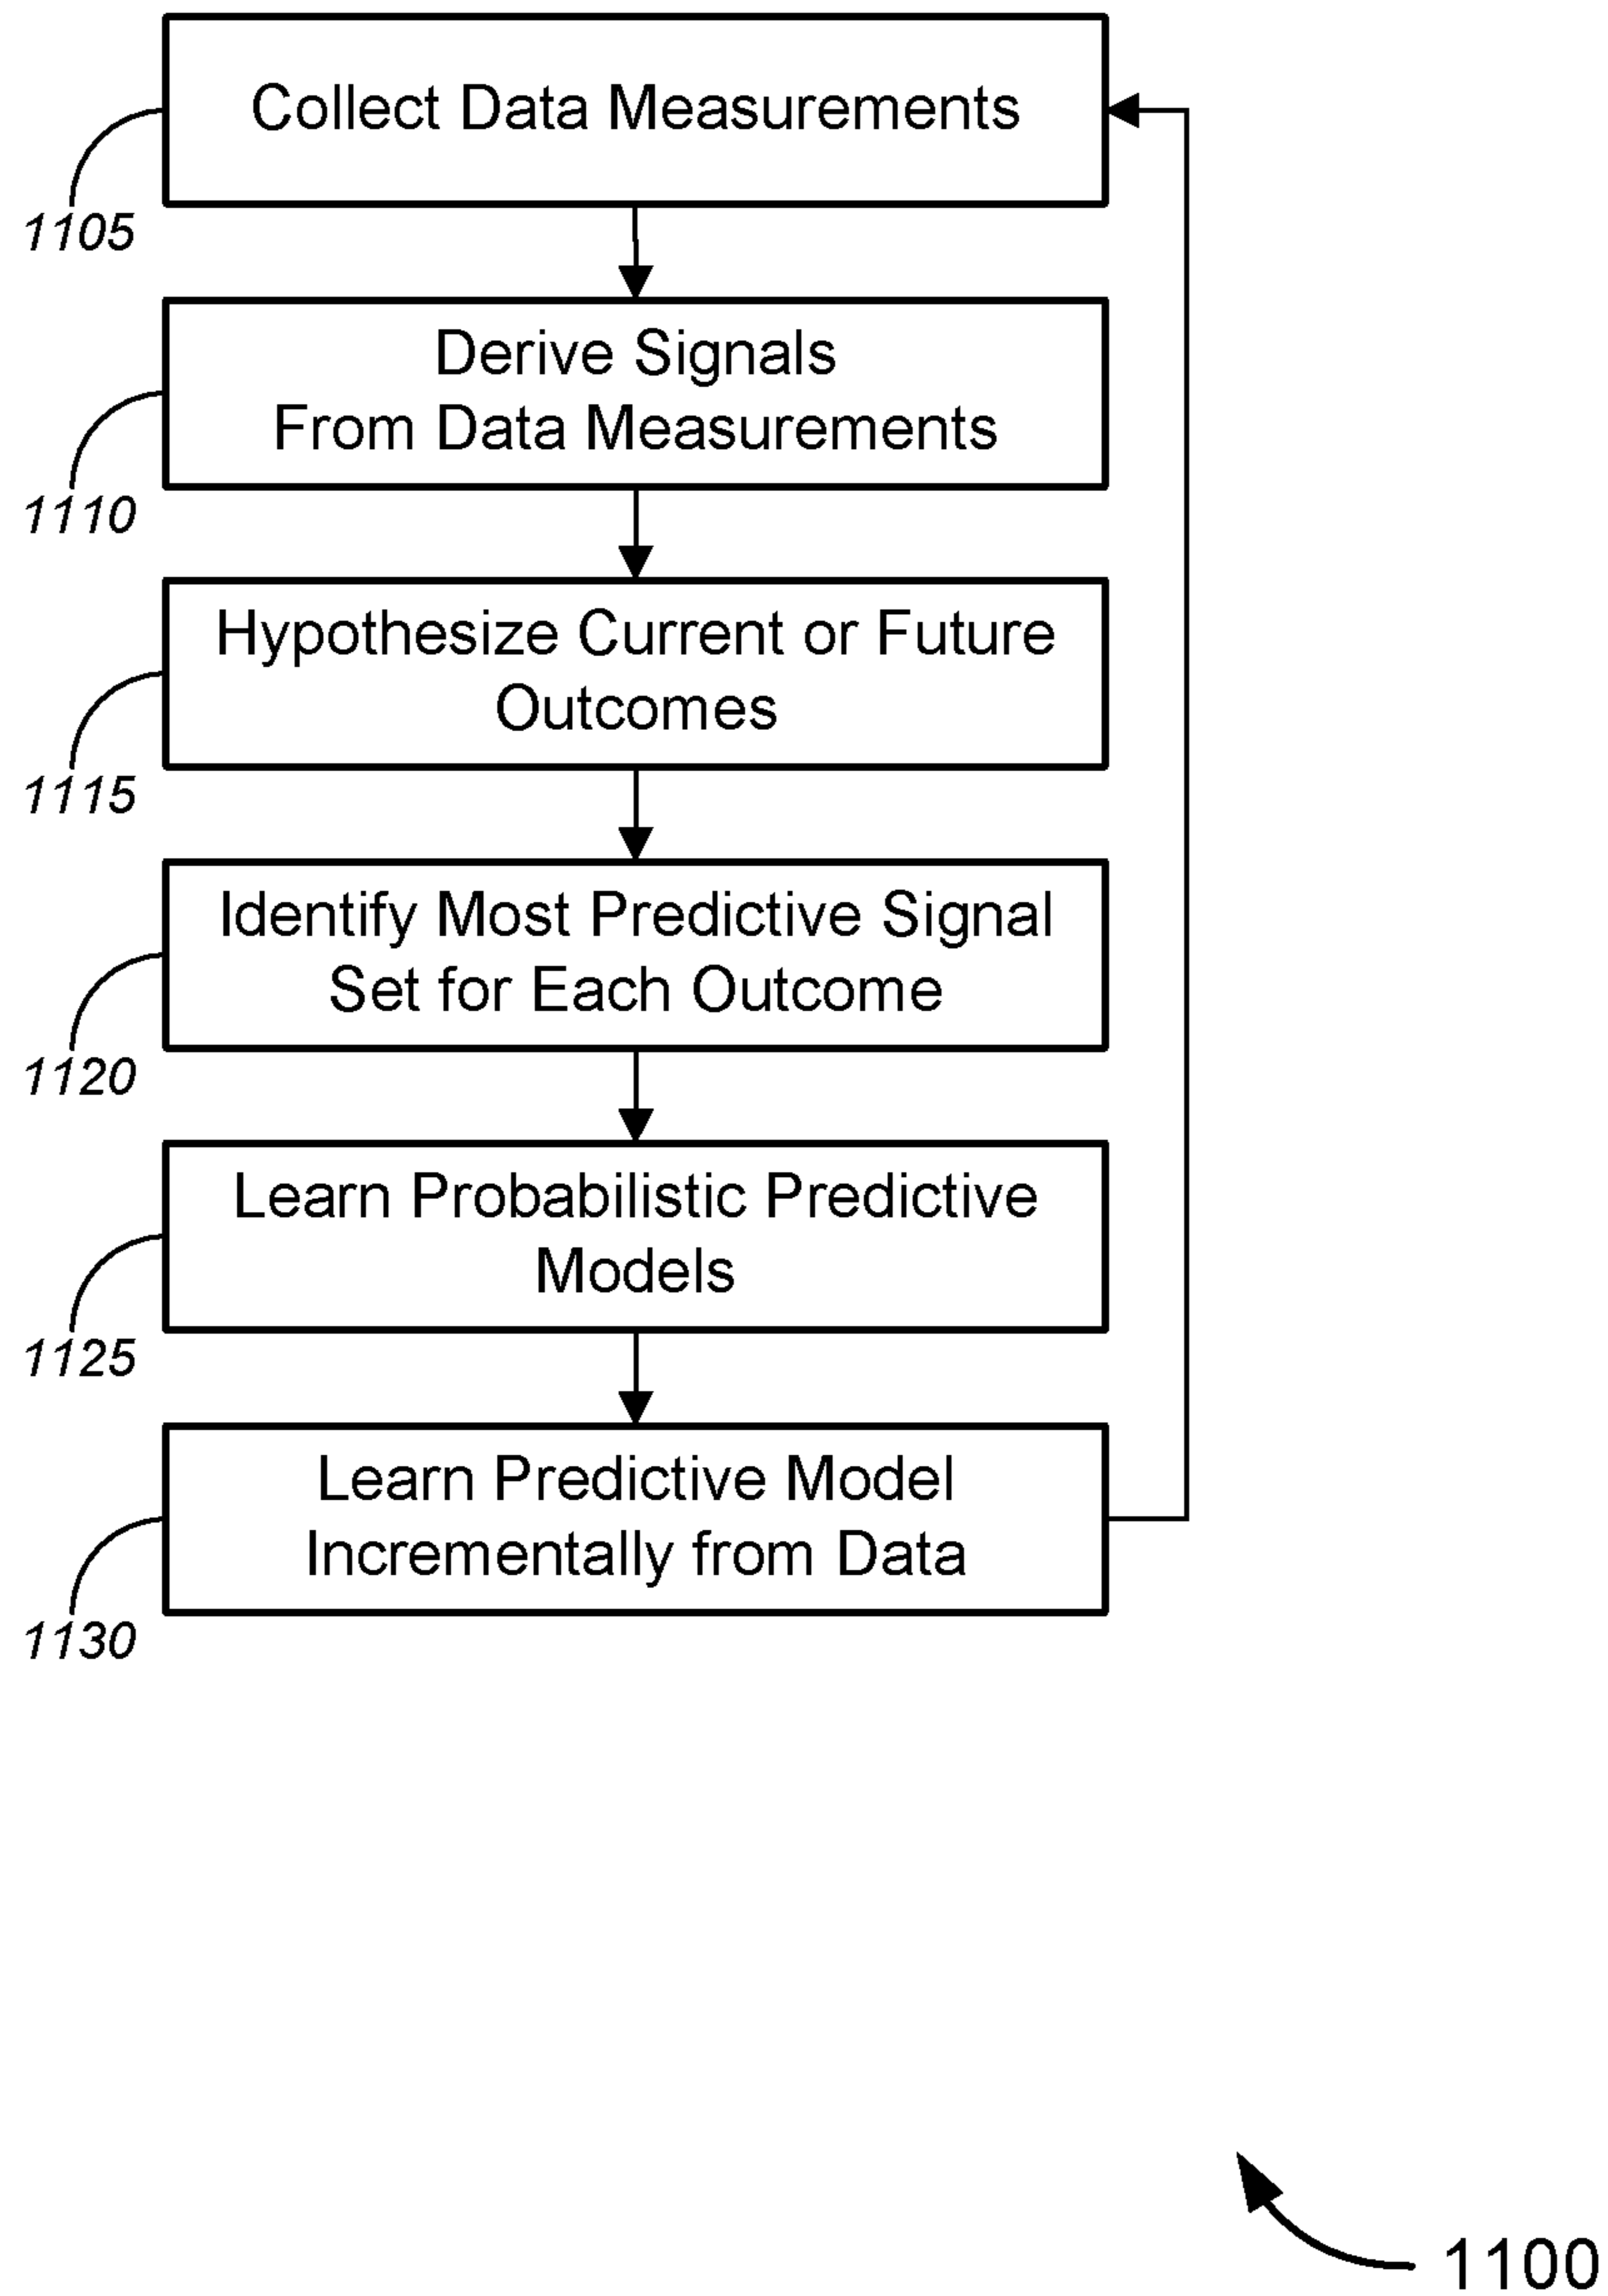 Collect Data Measurements
1105
Derive Signals
From Data Measurements
1110
Hypothesize Current or Future
Outcomes
1115
Identify Most Predictive Signal
Set for Each Outcome
1120
Learn Probabilistic Predictive
Models
1125
Learn Predictive Model
Incrementally from Data
1130
1100